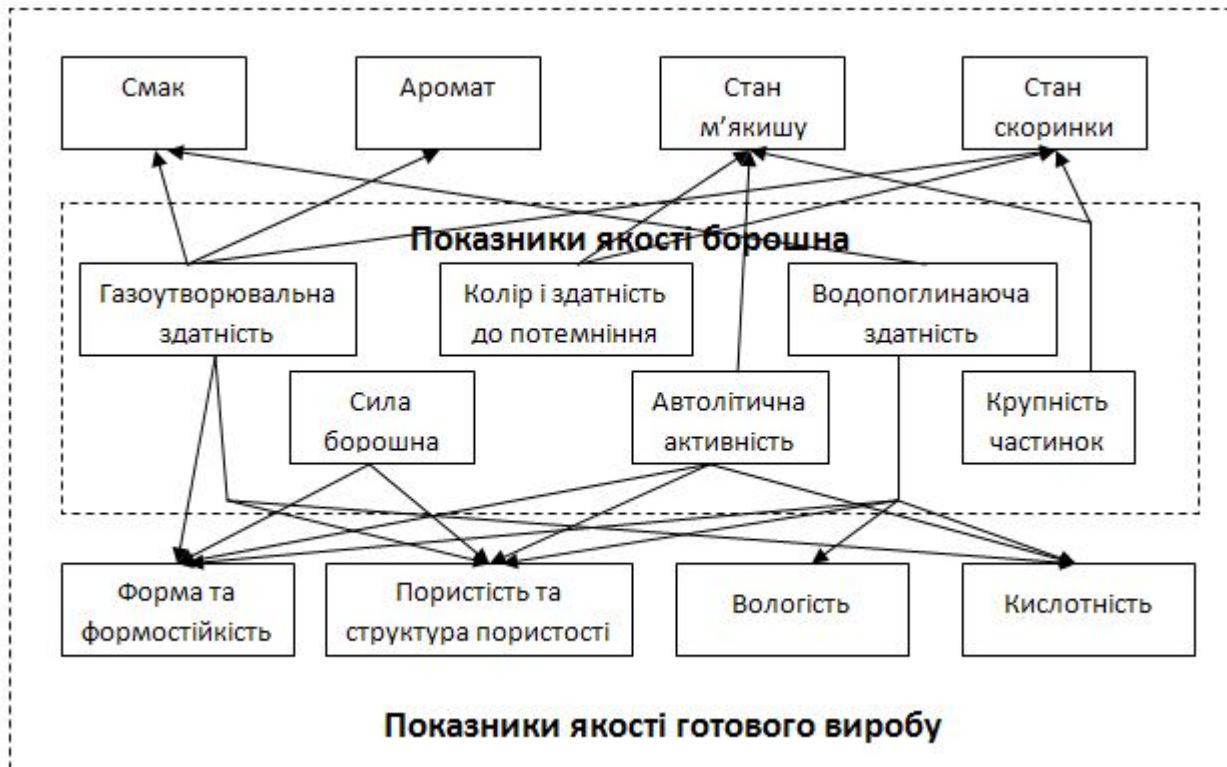 Смак
Аромат
Стан
м’якишу
Стан
скоринки
Показники якості борошна
Газоутворювальна
здатність
Колір і здатність
до потемніння
Водопоглинаюча
здатність
Сила
борошна
Автолітична
активність
Крупність
частинок
Форма та
формостійкість
Пористість та
структура пористості
Вологість
Кислотність
Показники якості готового виробу